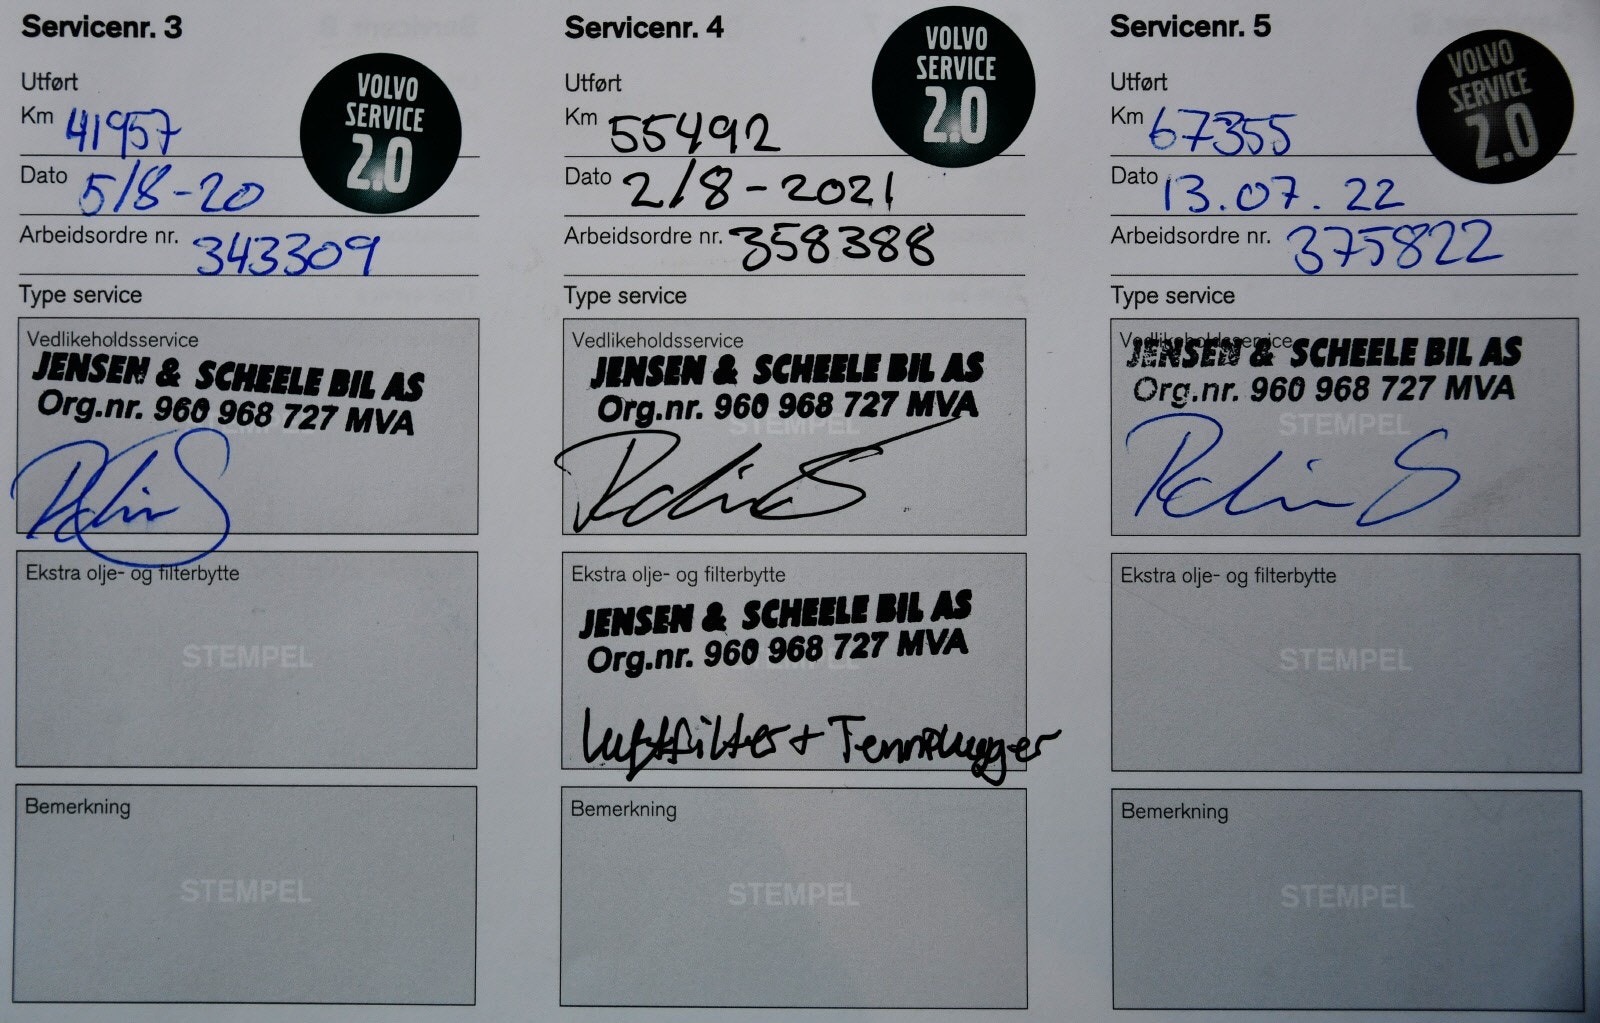 Servicenr. 3
VOLVO
SERVICE
2.0
Utført
Km 41957
Dato 5/8-20
Arbeidsordre nr. 343309
Type service
Vedlikeholdsservice
JENSEN & SCHEELE BIL AS
Org.nr. 960 968 727 MVA
STEMPEL
Ekstra olje- og filterbytte
STEMPEL
Bemerkning
STEMPEL
Servicenr. 4
VOLVO
SERVICE
2.0
Utført
Km 55492
Dato 2/8-2021
Arbeidsordre nr. 358388
Type service
Vedlikeholdsservice
JENSEN & SCHEELE BIL AS
Org.nr. 960 968 727 MVA
STEMPEL
Ekstra olje- og filterbytte
JENSEN & SCHEELE BIL AS
Org.nr. 960 968 727 MVA
Luftfilter + Tennplugger
Bemerkning
STEMPEL
Servicenr. 5
VOLVO
SERVICE
2.0
Utført
Km 67355
Dato 13.07.22
Arbeidsordre nr. 375822
Type service
Vedlikeholdsservice
JENSEN & SCHEELE BIL AS
Org.nr. 960 968 727 MVA
STEMPEL
Ekstra olje- og filterbytte
STEMPEL
Bemerkning
STEMPEL